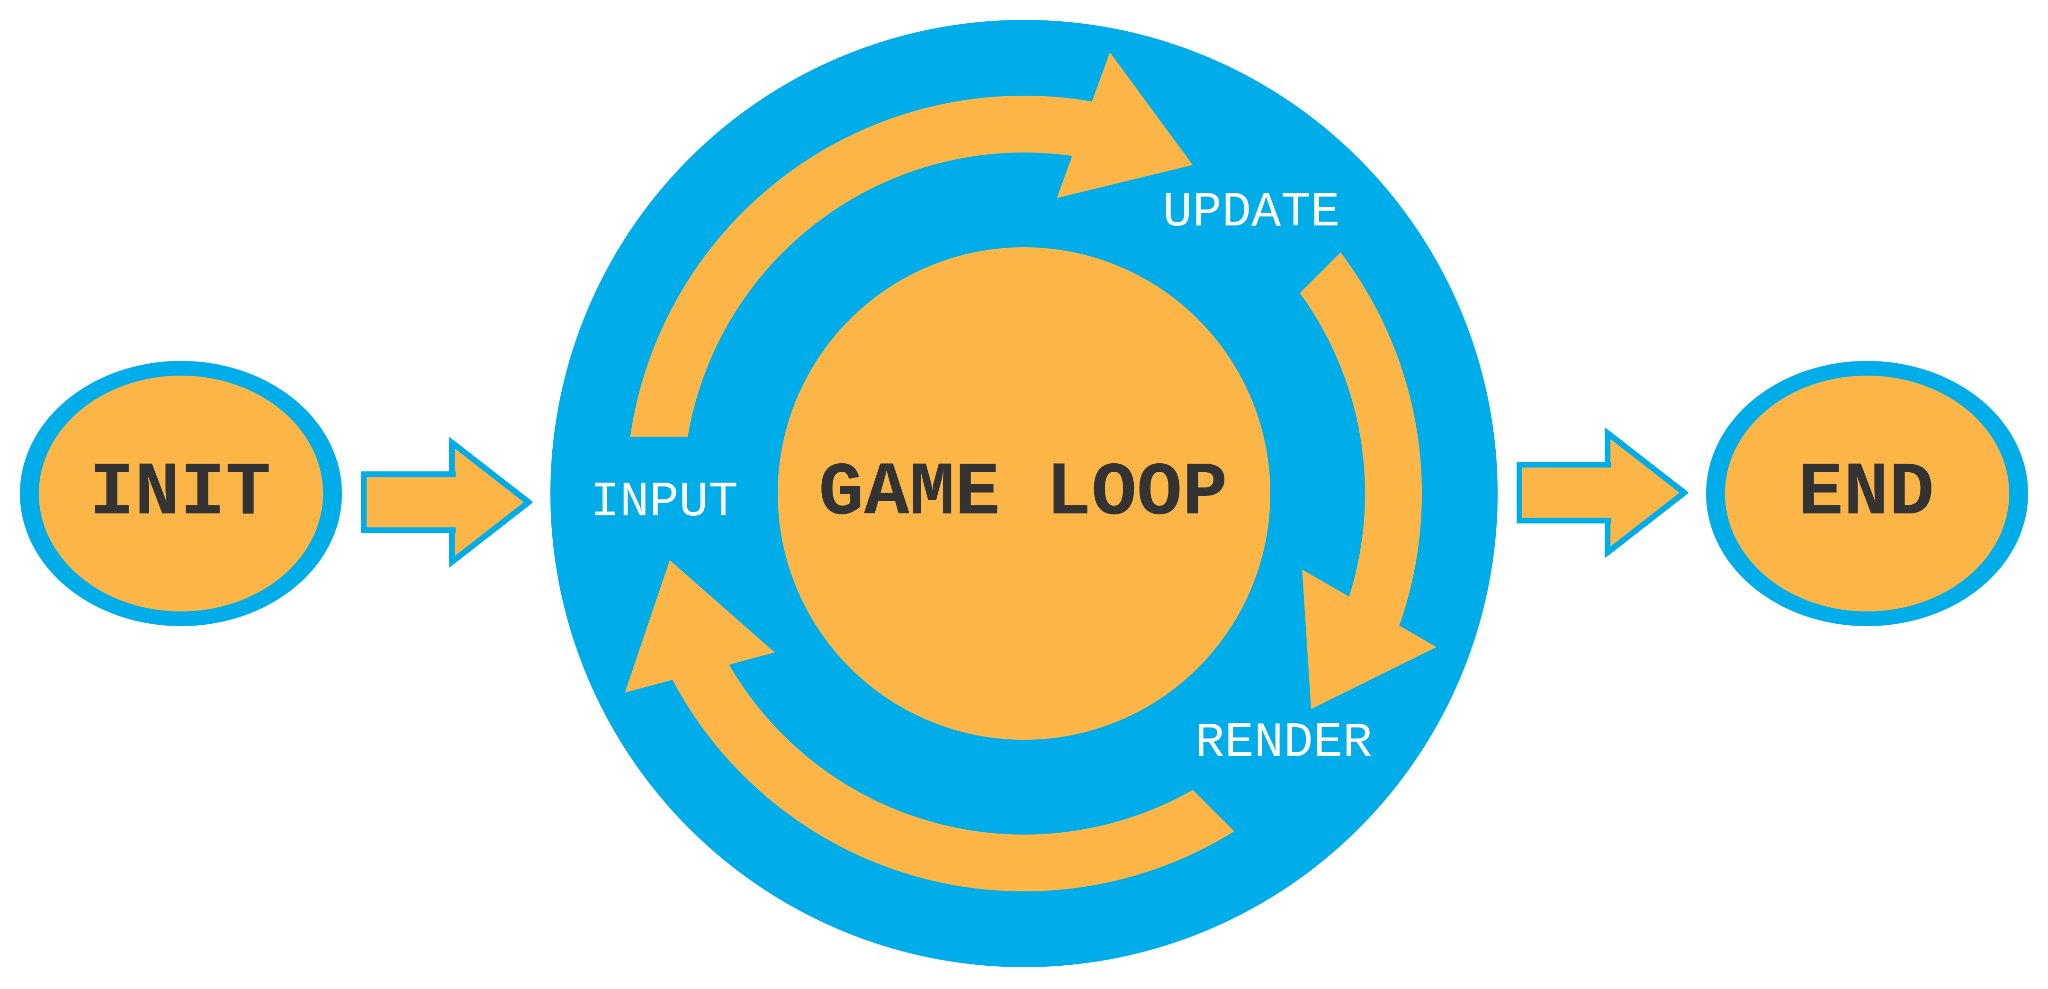 INIT
INPUT
UPDATE
GAME LOOP
RENDER
END